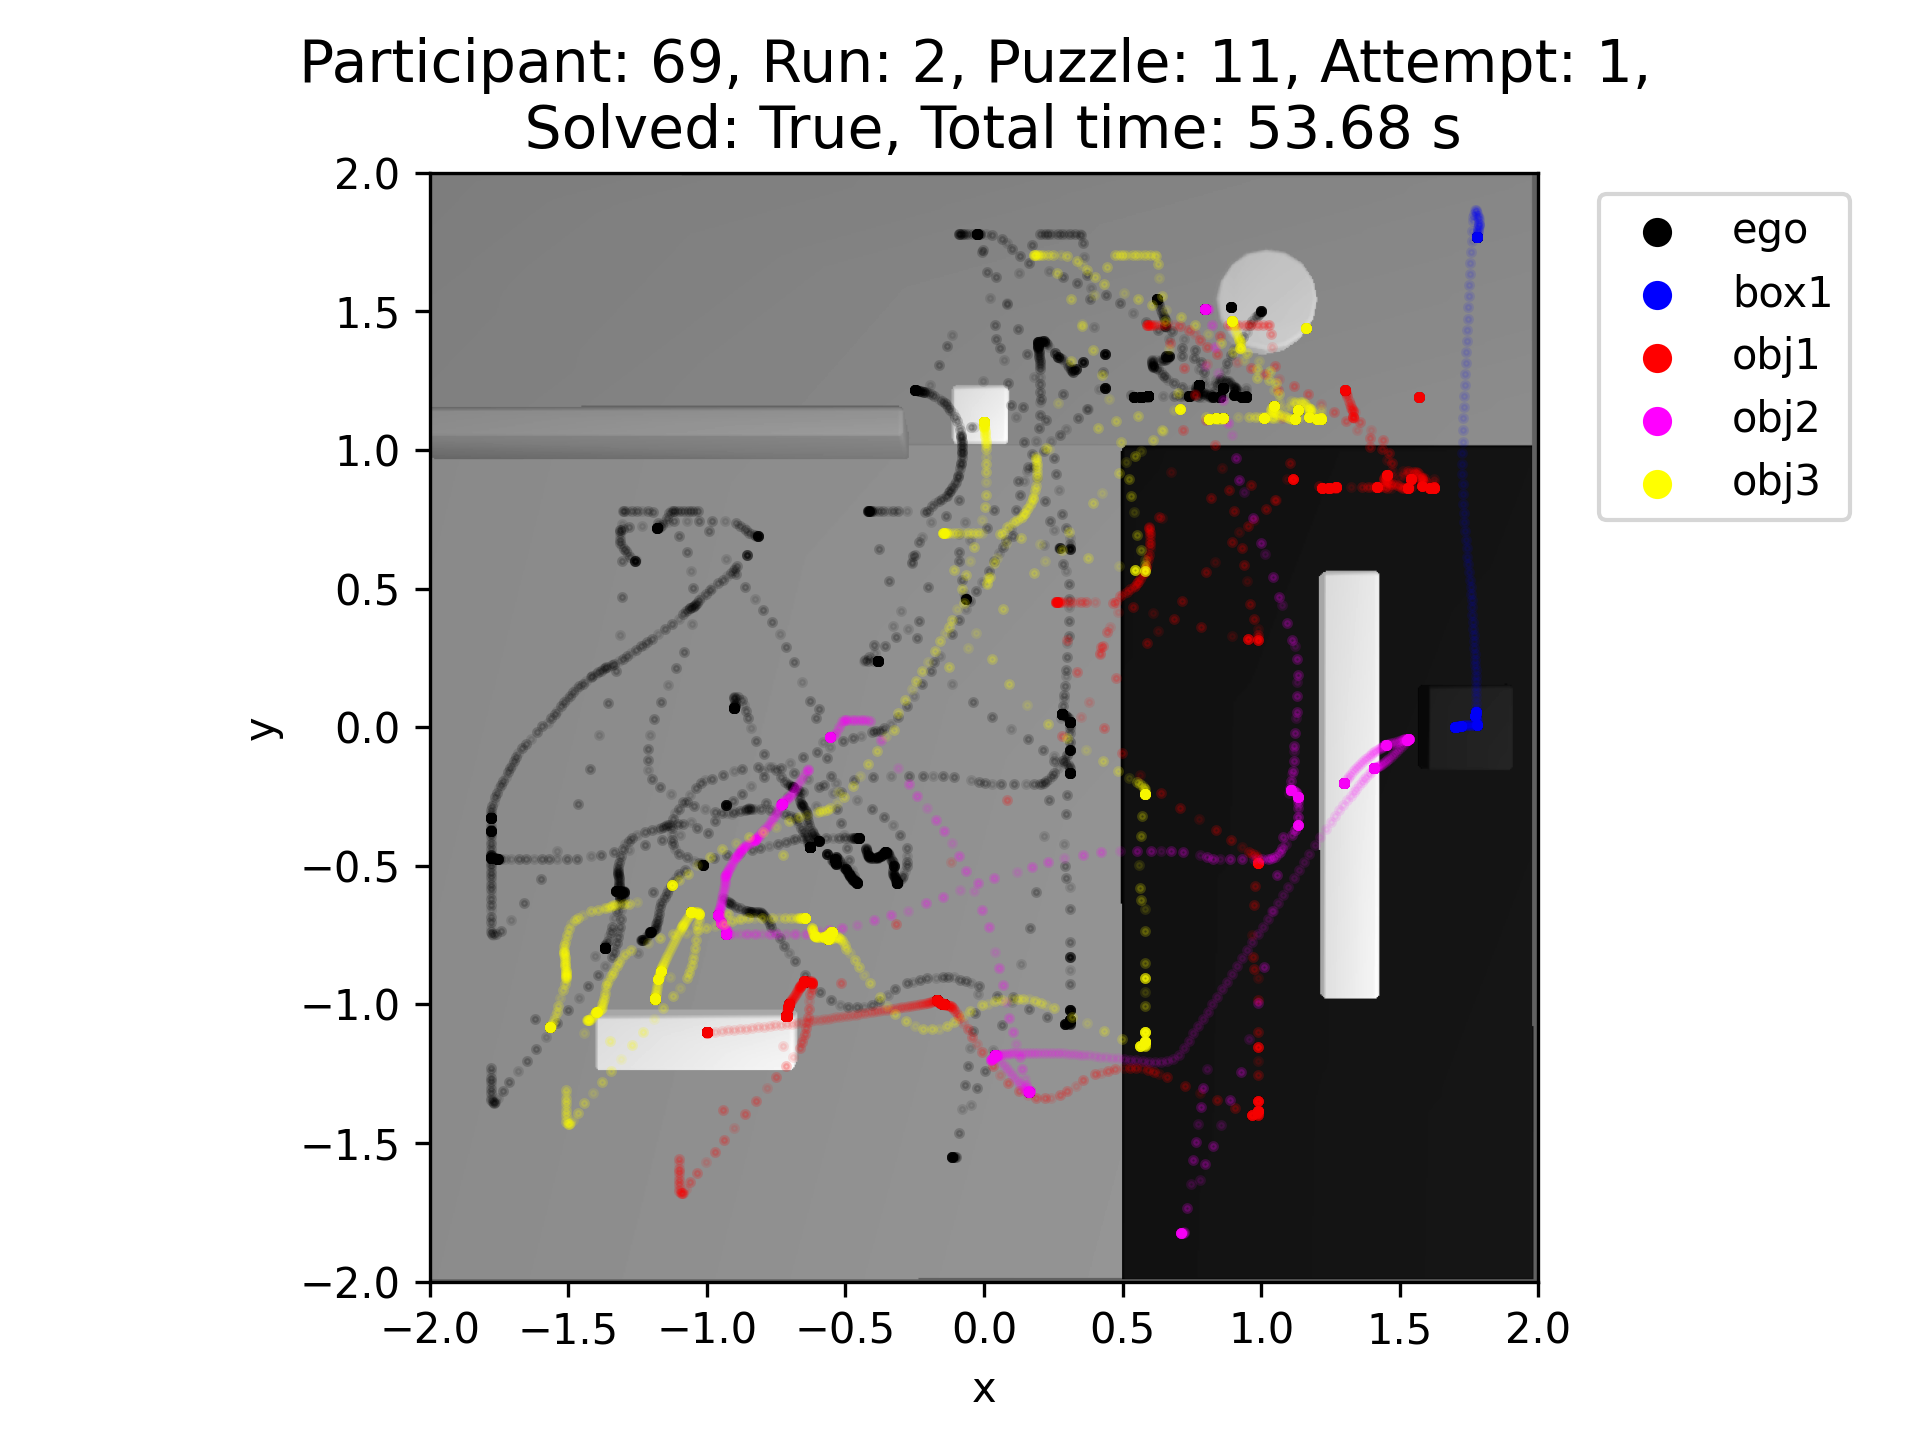 Participant: 69, Run: 2, Puzzle: 11, Attempt: 1,
Solved: True, Total time: 53.68 s
2.0
1.5
1.0
0.5
0.0
−0.5
−1.0
−1.5
−2.0
y
−2.0 −1.5 −1.0 −0.5 0.0 0.5 1.0 1.5 2.0
x
ego
box1
obj1
obj2
obj3